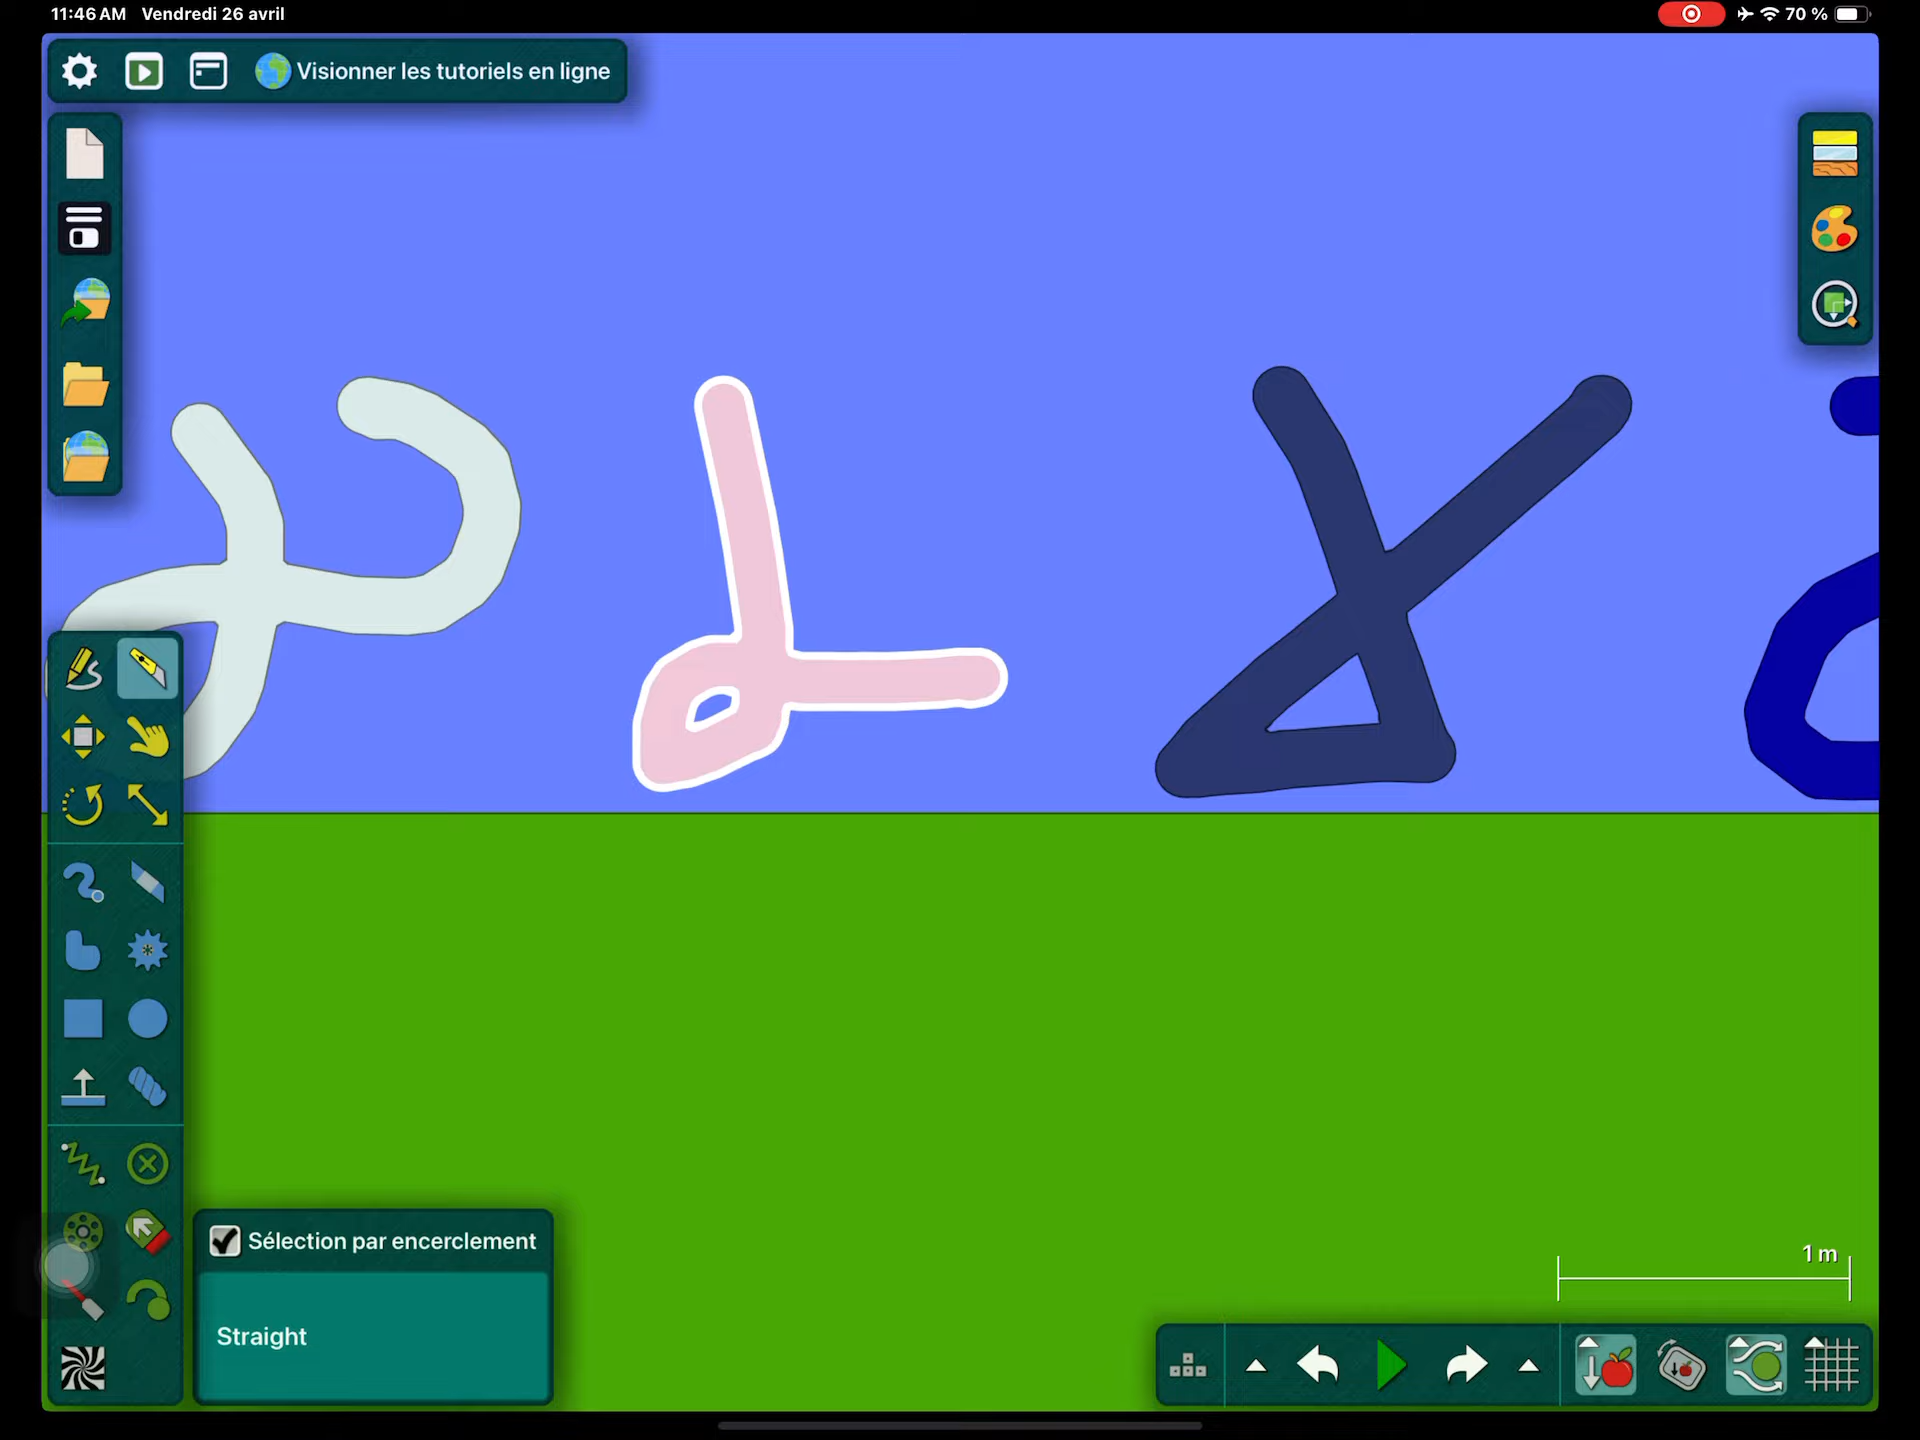 11:46 AM Vendredi 26 avril
70 %
Visionner les tutoriels en ligne
Sélection par encerclement
Straight
1 m